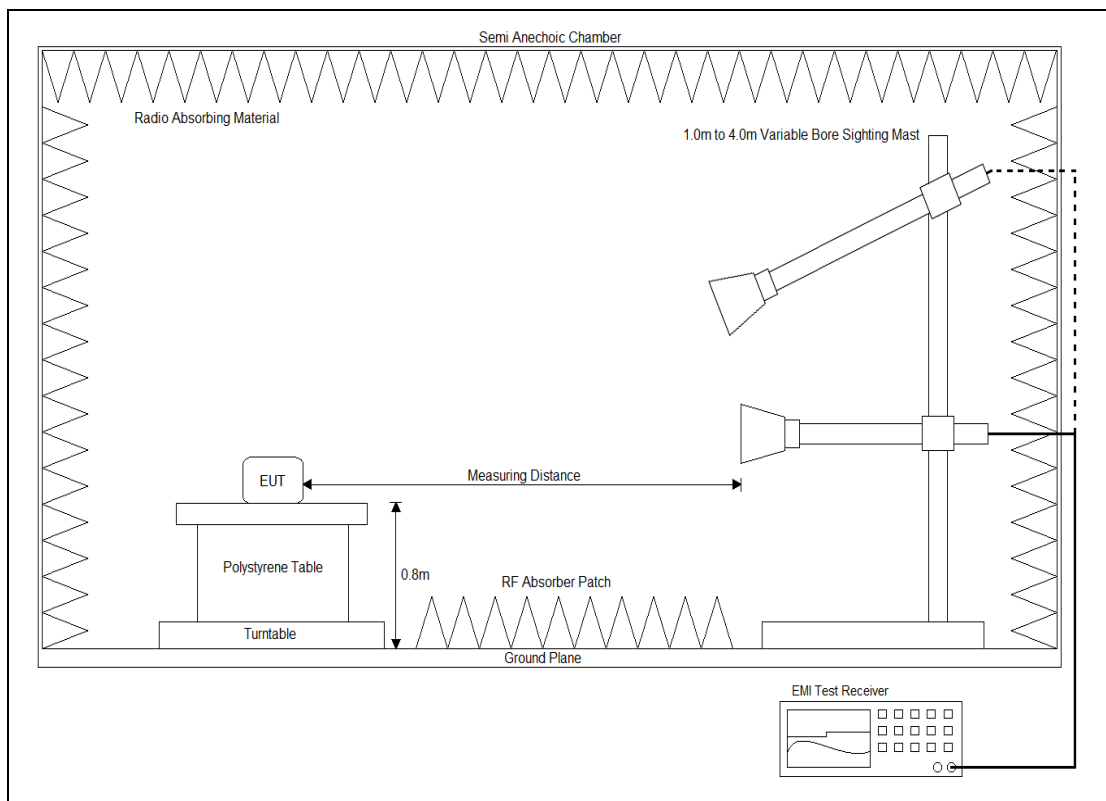 Semi Anechoic Chamber
Radio Absorbing Material
1.0m to 4.0m Variable Bore Sighting Mast
EUT
Measuring Distance
Polystyrene Table
0.8m
RF Absorber Patch
Turntable
Ground Plane
EMI Test Receiver